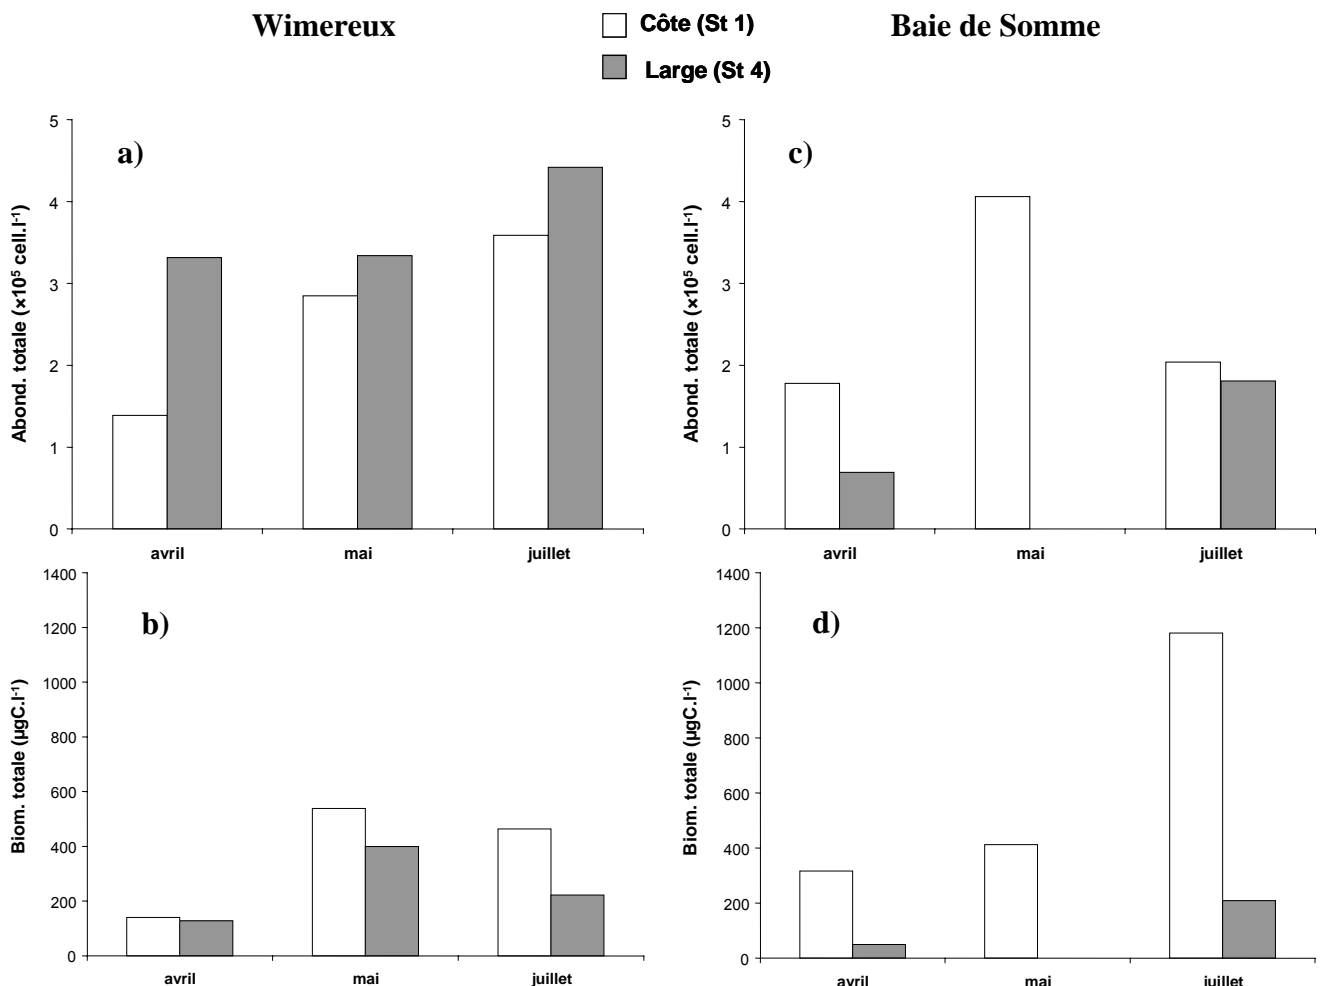 Wimereux
Côte (St 1)
Large (St 4)
Baie de Somme
a)
Abond. totale (×10⁵ cell.l⁻¹)
5
4
3
2
1
0
avril
mai
juillet
c)
Abond. totale (×10⁵ cell.l⁻¹)
5
4
3
2
1
0
avril
mai
juillet
b)
Biom. totale (µgC.l⁻¹)
1400
1200
1000
800
600
400
200
0
avril
mai
juillet
d)
Biom. totale (µgC.l⁻¹)
1400
1200
1000
800
600
400
200
0
avril
mai
juillet